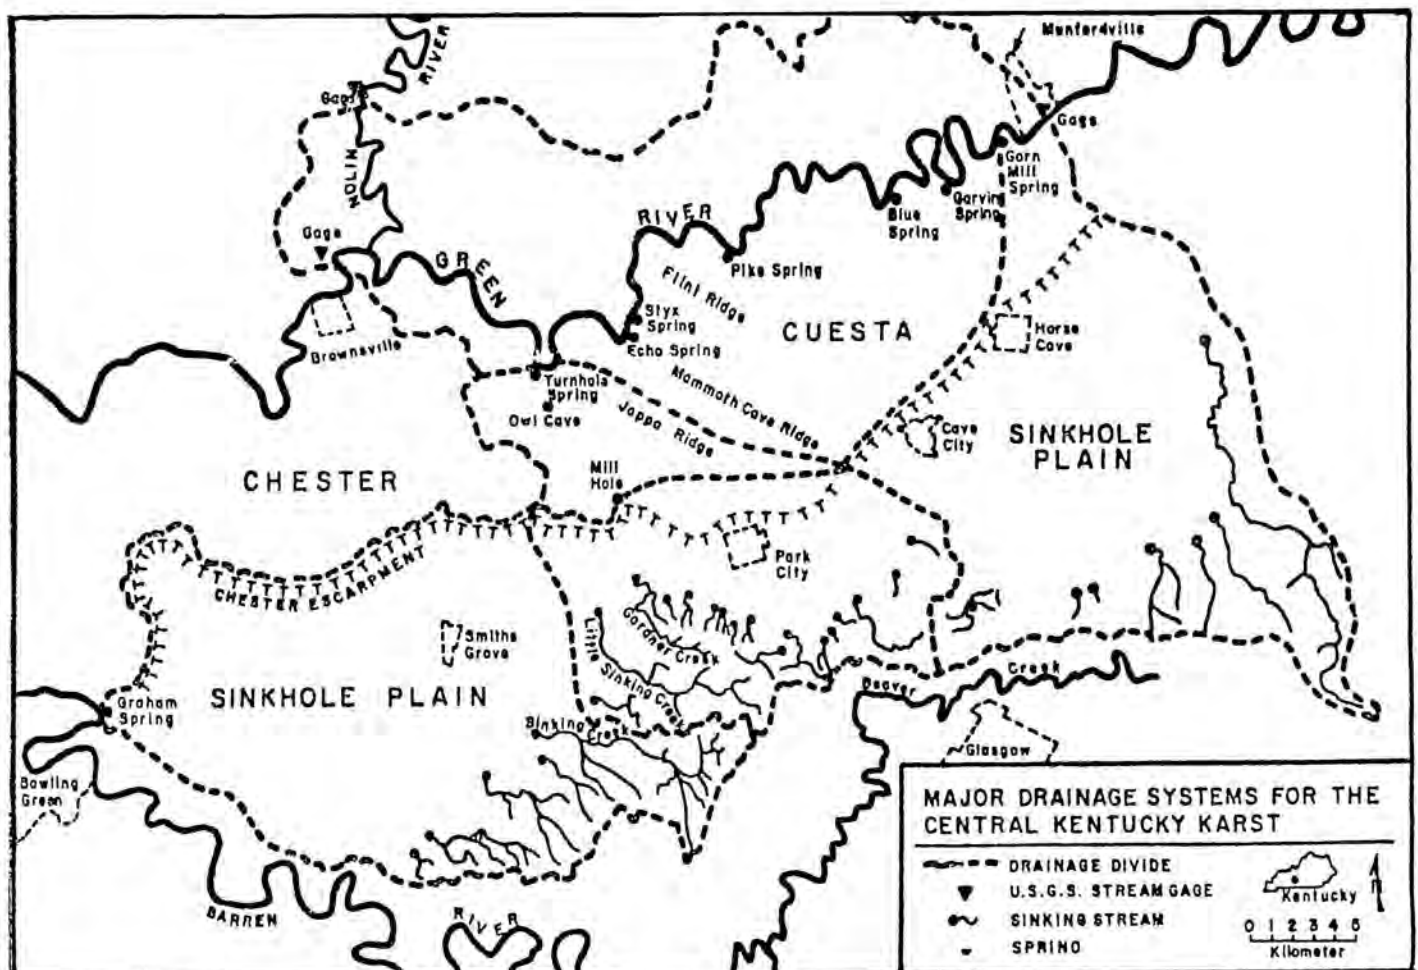 Munfordville
RIVER
Gage
NOLIN
Gage
Gage
Gorn
Mill
Spring
Garvin
Spring
Blue
Spring
RIVER
GREEN
Pike Spring
Flint Ridge
Styx
Spring
Echo Spring
CUESTA
Horse
Cave
Brownsville
Turnhole
Spring
Owl Cave
Mammoth Cave Ridge
Joppa Ridge
Cave
City
SINKHOLE
PLAIN
Mill
Hole
CHESTER
CHESTER ESCARPMENT
Park
City
Smiths
Grove
Gardner Creek
Little Sinking Creek
SINKHOLE PLAIN
Graham
Spring
Sinking
Creek
Beaver Creek
Glasgow
Bowling
Green
BARREN
RIVER
MAJOR DRAINAGE SYSTEMS FOR THE
CENTRAL KENTUCKY KARST
DRAINAGE DIVIDE
U.S.G.S. STREAM GAGE
SINKING STREAM
SPRING
Kentucky
n
0 1 2 3 4 5
Kilometer